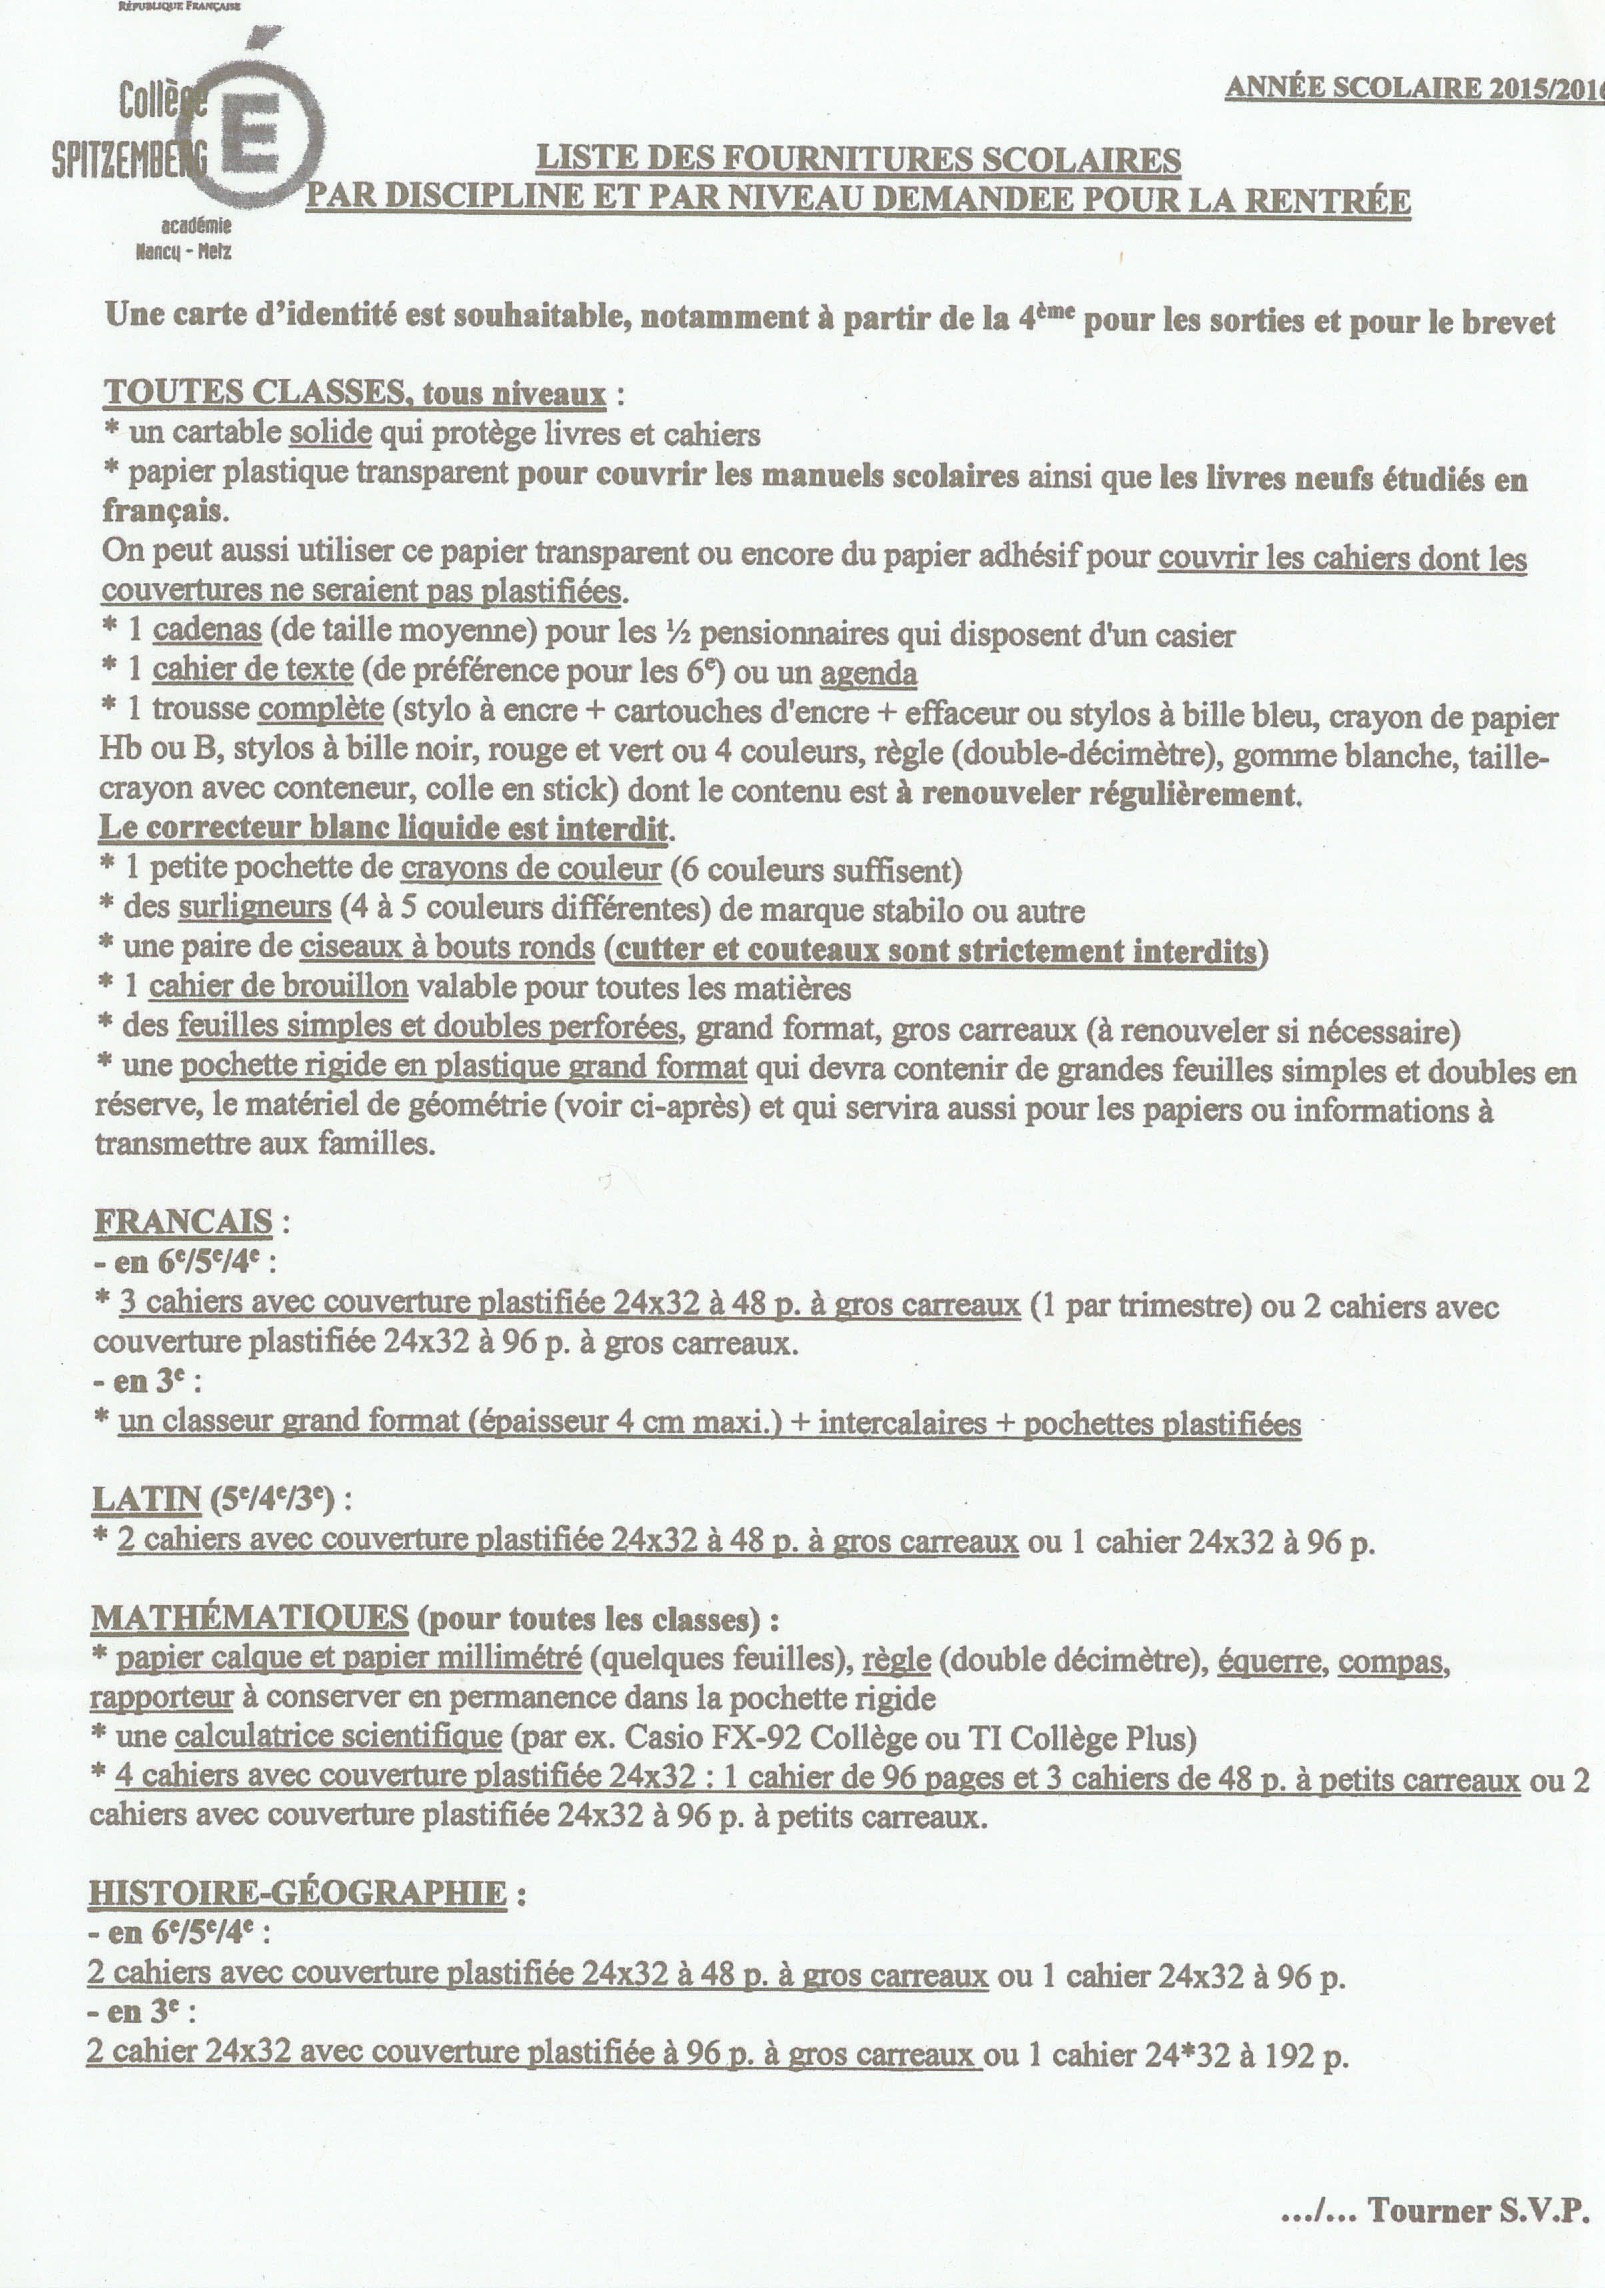 RÉPUBLIQUE FRANÇAISE
Collège
SPITZEMBERG
É
académie
Nancy - Metz
ANNÉE SCOLAIRE 2015/2016
LISTE DES FOURNITURES SCOLAIRES
PAR DISCIPLINE ET PAR NIVEAU DEMANDEE POUR LA RENTRÉE
Une carte d'identité est souhaitable, notamment à partir de la 4ème pour les sorties et pour le brevet
TOUTES CLASSES, tous niveaux :
* un cartable solide qui protège livres et cahiers
* papier plastique transparent pour couvrir les manuels scolaires ainsi que les livres neufs étudiés en
français.
On peut aussi utiliser ce papier transparent ou encore du papier adhésif pour couvrir les cahiers dont les
couvertures ne seraient pas plastifiées.
* 1 cadenas (de taille moyenne) pour les ½ pensionnaires qui disposent d'un casier
* 1 cahier de texte (de préférence pour les 6e) ou un agenda
* 1 trousse complète (stylo à encre + cartouches d'encre + effaceur ou stylos à bille bleu, crayon de papier
Hb ou B, stylos à bille noir, rouge et vert ou 4 couleurs, règle (double-décimètre), gomme blanche, taille-
crayon avec conteneur, colle en stick) dont le contenu est à renouveler régulièrement.
Le correcteur blanc liquide est interdit.
* 1 petite pochette de crayons de couleur (6 couleurs suffisent)
* des surligneurs (4 à 5 couleurs différentes) de marque stabilo ou autre
* une paire de ciseaux à bouts ronds (cutter et couteaux sont strictement interdits)
* 1 cahier de brouillon valable pour toutes les matières
* des feuilles simples et doubles perforées, grand format, gros carreaux (à renouveler si nécessaire)
* une pochette rigide en plastique grand format qui devra contenir de grandes feuilles simples et doubles en
réserve, le matériel de géométrie (voir ci-après) et qui servira aussi pour les papiers ou informations à
transmettre aux familles.
FRANCAIS :
- en 6e/5e/4e :
* 3 cahiers avec couverture plastifiée 24x32 à 48 p. à gros carreaux (1 par trimestre) ou 2 cahiers avec
couverture plastifiée 24x32 à 96 p. à gros carreaux.
- en 3e :
* un classeur grand format (épaisseur 4 cm maxi.) + intercalaires + pochettes plastifiées
LATIN (5e/4e/3e) :
* 2 cahiers avec couverture plastifiée 24x32 à 48 p. à gros carreaux ou 1 cahier 24x32 à 96 p.
MATHÉMATIQUES (pour toutes les classes) :
* papier calque et papier millimétré (quelques feuilles), règle (double décimètre), équerre, compas,
rapporteur à conserver en permanence dans la pochette rigide
* une calculatrice scientifique (par ex. Casio FX-92 Collège ou TI Collège Plus)
* 4 cahiers avec couverture plastifiée 24x32 : 1 cahier de 96 pages et 3 cahiers de 48 p. à petits carreaux ou 2
cahiers avec couverture plastifiée 24x32 à 96 p. à petits carreaux.
HISTOIRE-GÉOGRAPHIE :
- en 6e/5e/4e :
2 cahiers avec couverture plastifiée 24x32 à 48 p. à gros carreaux ou 1 cahier 24x32 à 96 p.
- en 3e :
2 cahier 24x32 avec couverture plastifiée à 96 p. à gros carreaux ou 1 cahier 24*32 à 192 p.
.../... Tourner S.V.P.